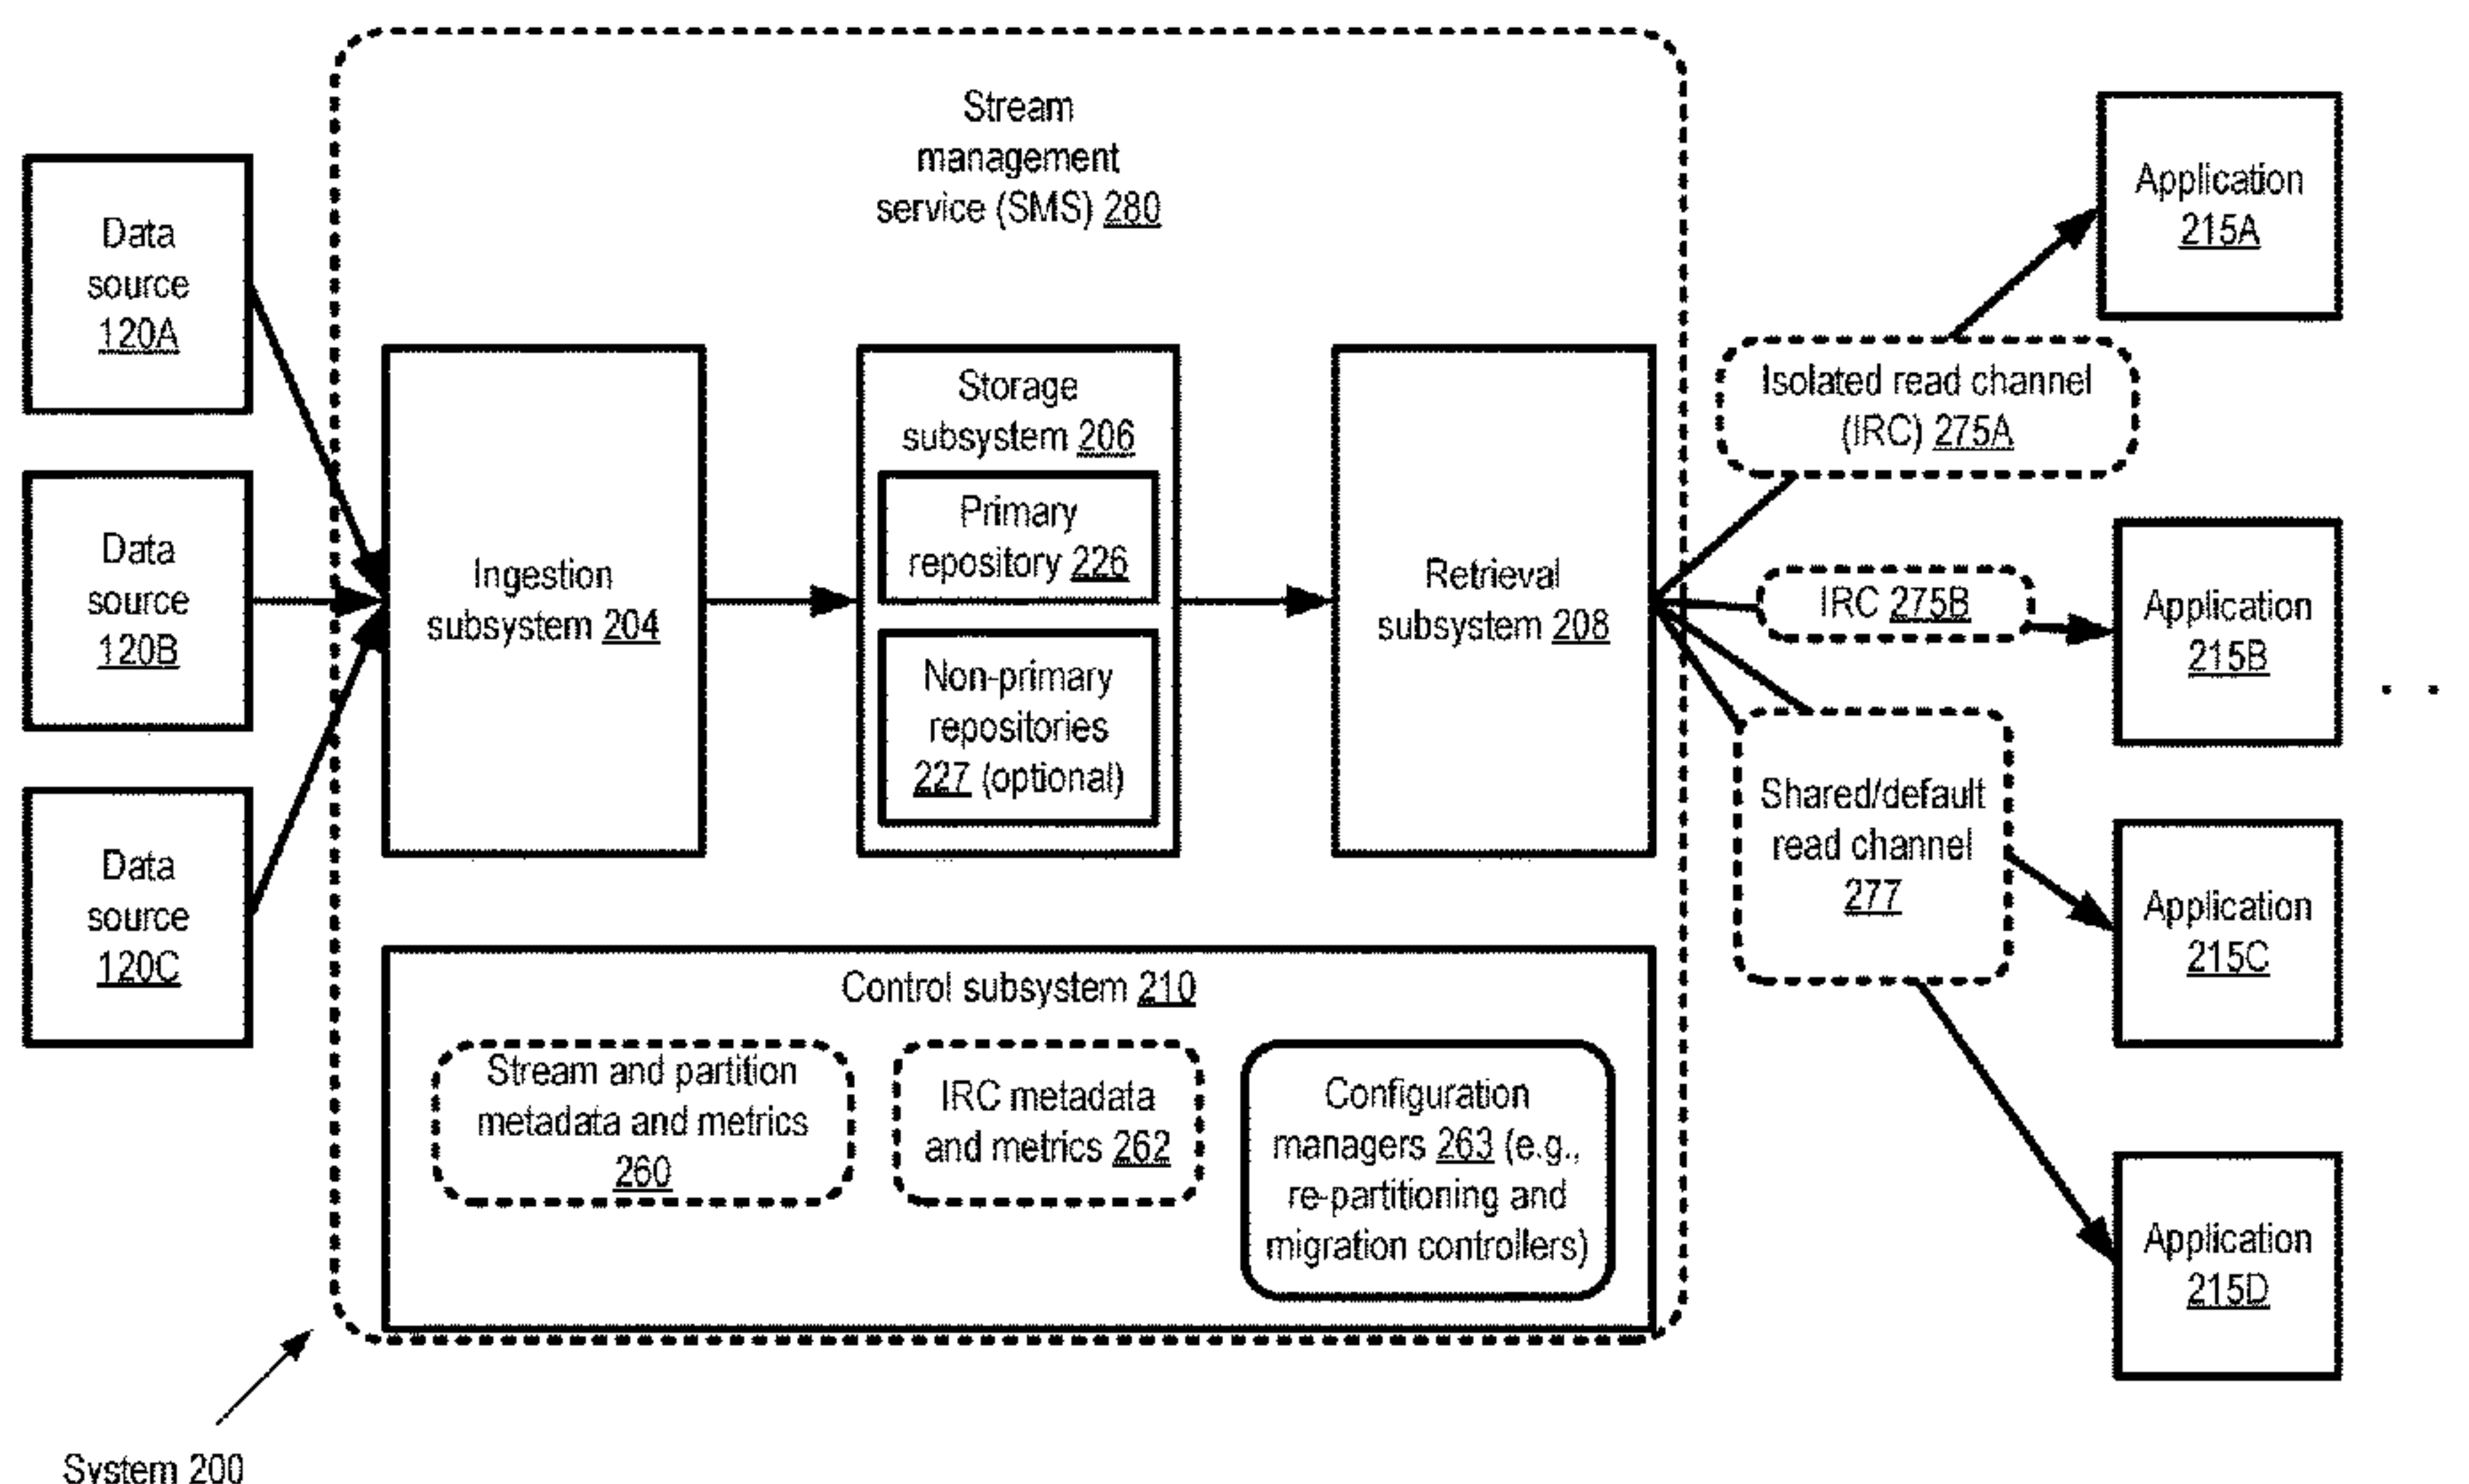 Stream
management
service (SMS) 280
Data
source
120A
Data
source
120B
Data
source
120C
Ingestion
subsystem 204
Storage
subsystem 206
Primary
repository 226
Non-primary
repositories
227 (optional)
Retrieval
subsystem 208
Isolated read channel
(IRC) 275A
IRC 275B
Shared/default
read channel
277
Application
215A
Application
215B
Application
215C
Application
215D
. .
Control subsystem 210
Stream and partition
metadata and metrics
260
IRC metadata
and metrics 262
Configuration
managers 263 (e.g.,
re-partitioning and
migration controllers)
System 200